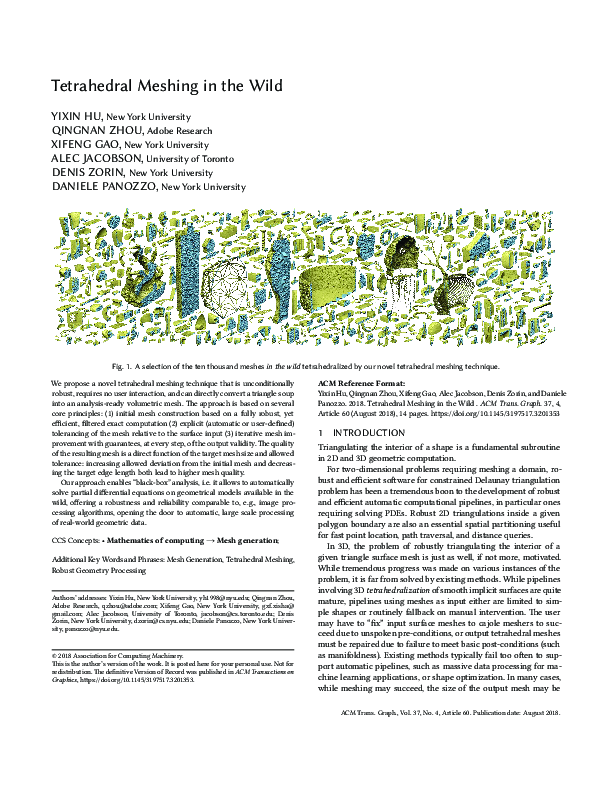 Tetrahedral Meshing in the Wild
YIXIN HU, New York University
QINGNAN ZHOU, Adobe Research
XIFENG GAO, New York University
ALEC JACOBSON, University of Toronto
DENIS ZORIN, New York University
DANIELE PANOZZO, New York University
Fig. 1. A selection of the ten thousand meshes in the wild tetrahedralized by our novel tetrahedral meshing technique.
We propose a novel tetrahedral meshing technique that is unconditionally
robust, requires no user interaction, and can directly convert a triangle soup
into an analysis-ready volumetric mesh. The approach is based on several
core principles: (1) initial mesh construction based on a fully robust, yet
efficient, filtered exact computation (2) explicit (automatic or user-defined)
tolerancing of the mesh relative to the surface input (3) iterative mesh im-
provement with guarantees, at every step, of the output validity. The quality
of the resulting mesh is a direct function of the target mesh size and allowed
tolerance: increasing allowed deviation from the initial mesh and decreas-
ing the target edge length both lead to higher mesh quality.
Our approach enables "black-box" analysis, i.e. it allows to automatically
solve partial differential equations on geometrical models available in the
wild, offering a robustness and reliability comparable to, e.g., image pro-
cessing algorithms, opening the door to automatic, large scale processing
of real-world geometric data.
CCS Concepts: • Mathematics of computing → Mesh generation;
Additional Key Words and Phrases: Mesh Generation, Tetrahedral Meshing,
Robust Geometry Processing
Authors' addresses: Yixin Hu, New York University, yh1998@nyu.edu; Qingnan Zhou,
Adobe Research, qzhou@adobe.com; Xifeng Gao, New York University, gxf.xisha@
gmail.com; Alec Jacobson, University of Toronto, jacobson@cs.toronto.edu; Denis
Zorin, New York University, dzorin@cs.nyu.edu; Daniele Panozzo, New York Univer-
sity, panozzo@nyu.edu.
© 2018 Association for Computing Machinery.
This is the author's version of the work. It is posted here for your personal use. Not for
redistribution. The definitive Version of Record was published in ACM Transactions on
Graphics, https://doi.org/10.1145/3197517.3201353.
ACM Reference Format:
Yixin Hu, Qingnan Zhou, Xifeng Gao, Alec Jacobson, Denis Zorin, and Daniele
Panozzo. 2018. Tetrahedral Meshing in the Wild . ACM Trans. Graph. 37, 4,
Article 60 (August 2018), 14 pages. https://doi.org/10.1145/3197517.3201353
1 INTRODUCTION
Triangulating the interior of a shape is a fundamental subroutine
in 2D and 3D geometric computation.
For two-dimensional problems requiring meshing a domain, ro-
bust and efficient software for constrained Delaunay triangulation
problem has been a tremendous boon to the development of robust
and efficient automatic computational pipelines, in particular ones
requiring solving PDEs. Robust 2D triangulations inside a given
polygon boundary are also an essential spatial partitioning useful
for fast point location, path traversal, and distance queries.
In 3D, the problem of robustly triangulating the interior of a
given triangle surface mesh is just as well, if not more, motivated.
While tremendous progress was made on various instances of the
problem, it is far from solved by existing methods. While pipelines
involving 3D tetrahedralization of smooth implicit surfaces are quite
mature, pipelines using meshes as input either are limited to sim-
ple shapes or routinely fallback on manual intervention. The user
may have to "fix" input surface meshes to cajole meshers to suc-
ceed due to unspoken pre-conditions, or output tetrahedral meshes
must be repaired due to failure to meet basic post-conditions (such
as manifoldness). Existing methods typically fail too often to sup-
port automatic pipelines, such as massive data processing for ma-
chine learning applications, or shape optimization. In many cases,
while meshing may succeed, the size of the output mesh may be
ACM Trans. Graph., Vol. 37, No. 4, Article 60. Publication date: August 2018.